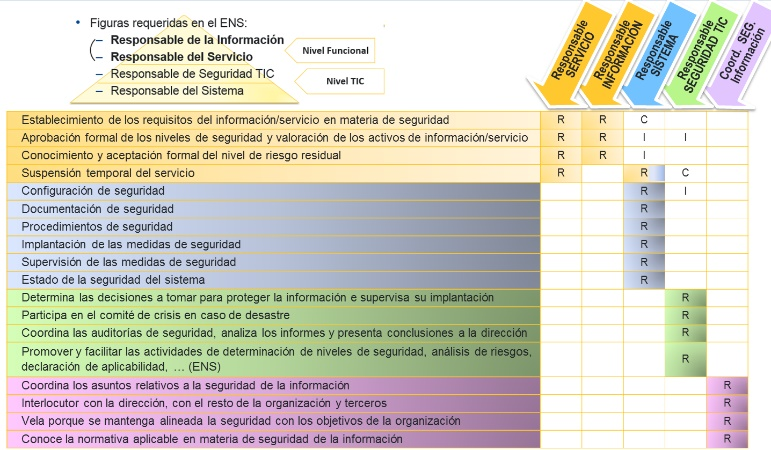 • Figuras requeridas en el ENS:
– Responsable de la Información
– Responsable del Servicio
– Responsable de Seguridad TIC
– Responsable del Sistema
Nivel Funcional
Nivel TIC
Responsable
SERVICIO
Responsable
INFORMACIÓN
Responsable
SISTEMA
Responsable
SEGURIDAD TIC
Coord. SEG.
Información
Establecimiento de los requisitos del información/servicio en materia de seguridad R R C
Aprobación formal de los niveles de seguridad y valoración de los activos de información/servicio R R I I
Conocimiento y aceptación formal del nivel de riesgo residual R R I
Suspensión temporal del servicio R R C
Configuración de seguridad R I
Documentación de seguridad R
Procedimientos de seguridad R
Implantación de las medidas de seguridad R
Supervisión de las medidas de seguridad R
Estado de la seguridad del sistema R
Determina las decisiones a tomar para proteger la información e supervisa su implantación R
Participa en el comité de crisis en caso de desastre R
Coordina las auditorías de seguridad, analiza los informes y presenta conclusiones a la dirección R
Promover y facilitar las actividades de determinación de niveles de seguridad, análisis de riesgos,
declaración de aplicabilidad, … (ENS) R
Coordina los asuntos relativos a la seguridad de la información R
Interlocutor con la dirección, con el resto de la organización y terceros R
Vela porque se mantenga alineada la seguridad con los objetivos de la organización R
Conoce la normativa aplicable en materia de seguridad de la información R